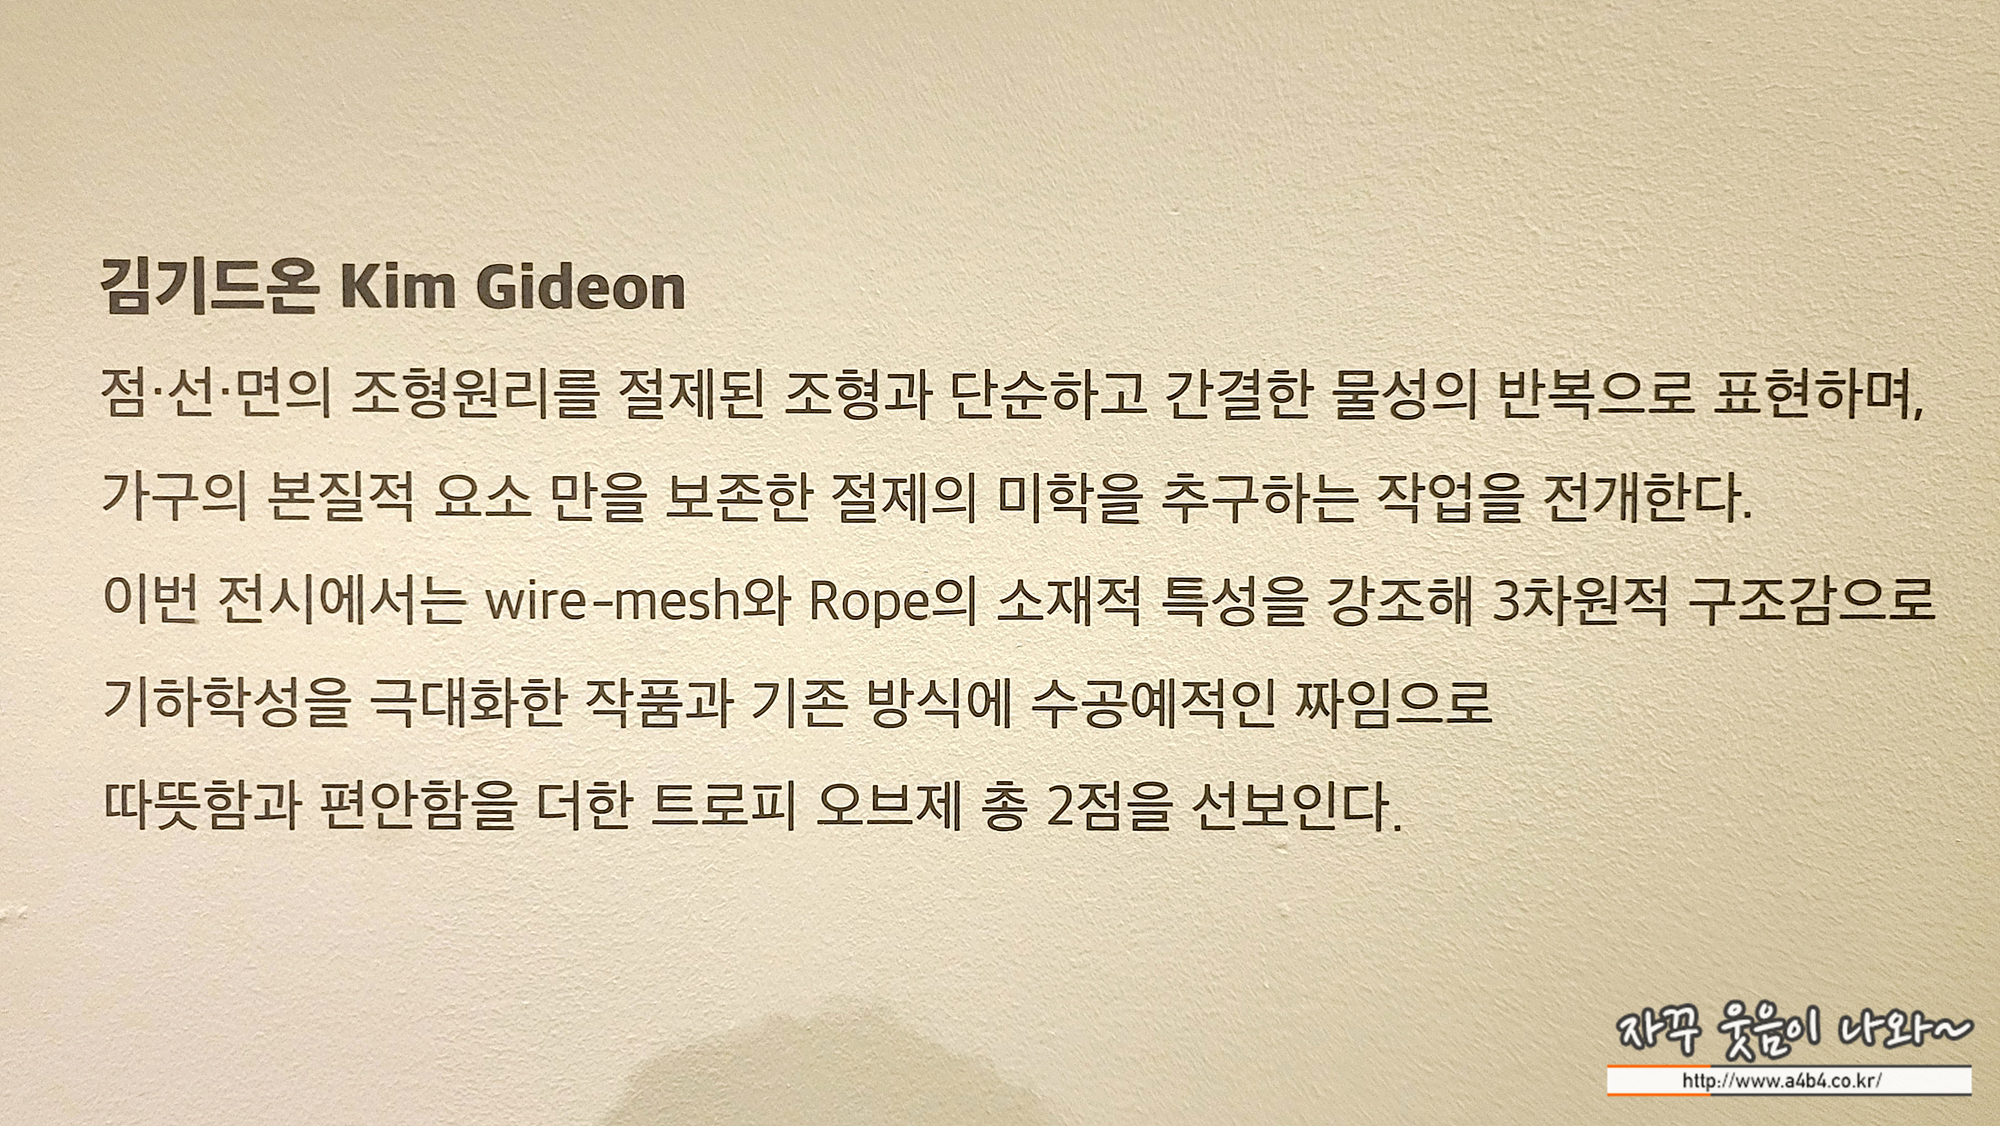 김기드온 Kim Gideon
점·선·면의 조형원리를 절제된 조형과 단순하고 간결한 물성의 반복으로 표현하며,
가구의 본질적 요소 만을 보존한 절제의 미학을 추구하는 작업을 전개한다.
이번 전시에서는 wire-mesh와 Rope의 소재적 특성을 강조해 3차원적 구조감으로
기하학성을 극대화한 작품과 기존 방식에 수공예적인 짜임으로
따뜻함과 편안함을 더한 트로피 오브제 총 2점을 선보인다.
자꾸 웃음이 나와~
http://www.a4b4.co.kr/